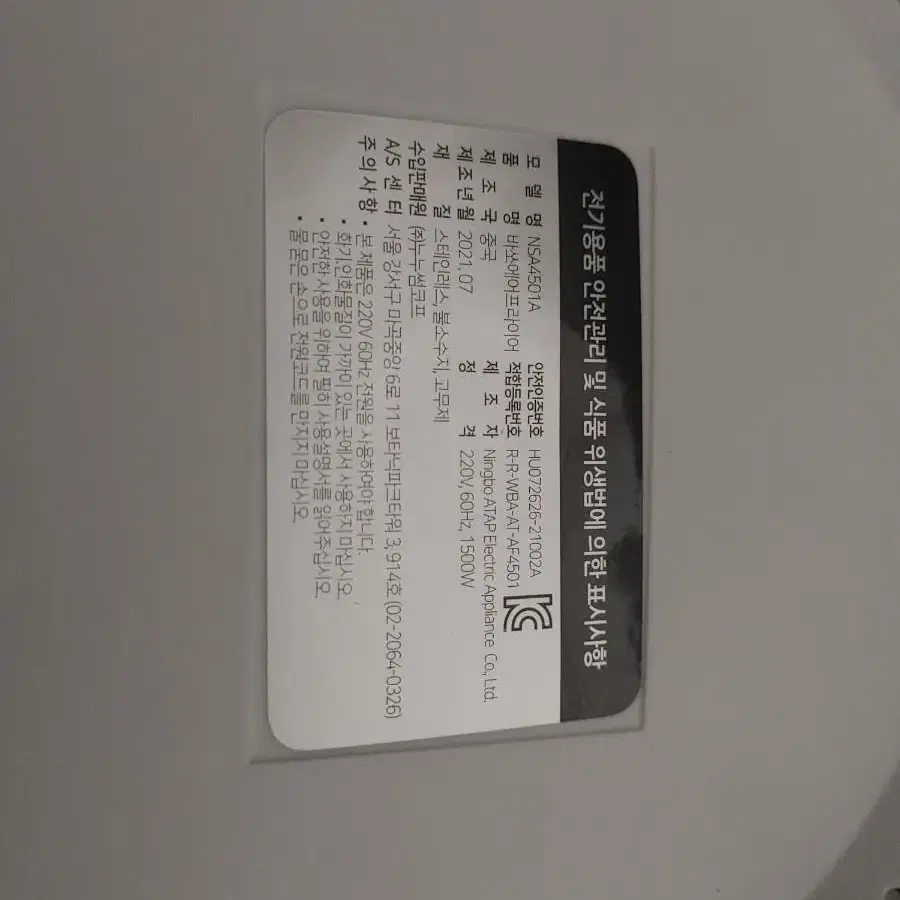 전기용품 안전관리 및 식품 위생법에 의한 표시사항
모 델 명 NSA4501A 안전인증번호 HU072626-21002A
품 명 바쏘에어프라이어 적합등록번호 R-R-WBA-AT-AF4501
제 조 국 중국 제 조 자 Ningbo ATAP Electric Appliance Co., Ltd.
제조년월 2021. 07 정 격 220V, 60Hz, 1500W
재 질 스테인레스, 불소수지, 고무제
수입판매원 ㈜누누썸코프
A/S 센터 서울 강서구 마곡중앙 6로 11 보타닉파크타워 3, 914호 (02-2064-0326)
주의사항 • 본 제품은 220V 60Hz 전원을 사용하여야 합니다.
• 화기,인화물질이 가까이 있는 곳에서 사용하지 마십시오.
• 안전한 사용을 위하여 필히 사용설명서를 읽어주십시오.
• 물묻은 손으로 전원코드를 만지지 마십시오.